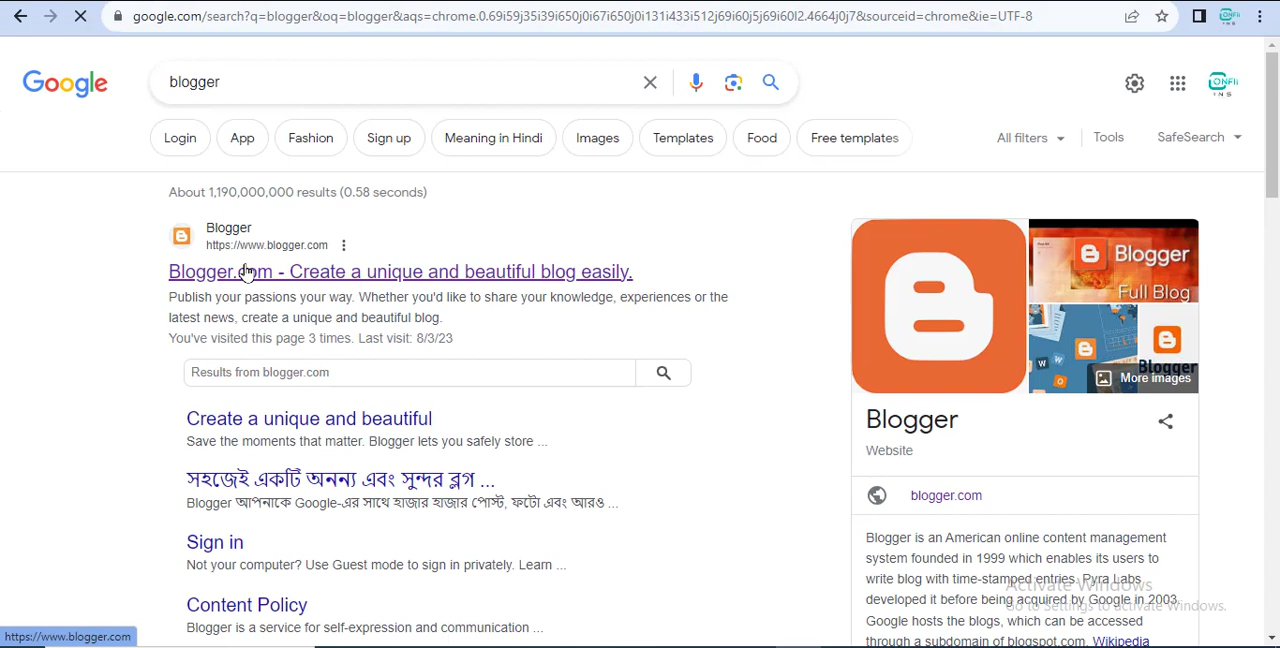 google.com/search?q=blogger&oq=blogger&aqs=chrome.0.69i59j35i39i650j0i67i650j0i131i433i512j69i60j5j69i60l2.4664j0j7&sourceid=chrome&ie=UTF-8
Google
blogger
Login
App
Fashion
Sign up
Meaning in Hindi
Images
Templates
Food
Free templates
All filters
Tools
SafeSearch
About 1,190,000,000 results (0.58 seconds)
Blogger
https://www.blogger.com
Blogger.com - Create a unique and beautiful blog easily.
Publish your passions your way. Whether you'd like to share your knowledge, experiences or the
latest news, create a unique and beautiful blog.
You've visited this page 3 times. Last visit: 8/3/23
Results from blogger.com
Create a unique and beautiful
Save the moments that matter. Blogger lets you safely store ...
সহজেই একটি অনন্য এবং সুন্দর ব্লগ ...
Blogger আপনাকে Google-এর সাথে হাজার হাজার পোস্ট, ফটো এবং আরও ...
Sign in
Not your computer? Use Guest mode to sign in privately. Learn ...
Content Policy
Blogger is a service for self-expression and communication ...
https://www.blogger.com
Blogger
Full Blog
Blogger
More images
Blogger
Website
blogger.com
Blogger is an American online content management
system founded in 1999 which enables its users to
write blog with time-stamped entries. Pyra Labs
developed it before being acquired by Google in 2003.
Google hosts the blogs, which can be accessed
through a subdomain of blogspot.com. Wikipedia
Activate Windows
Go to Settings to activate Windows.